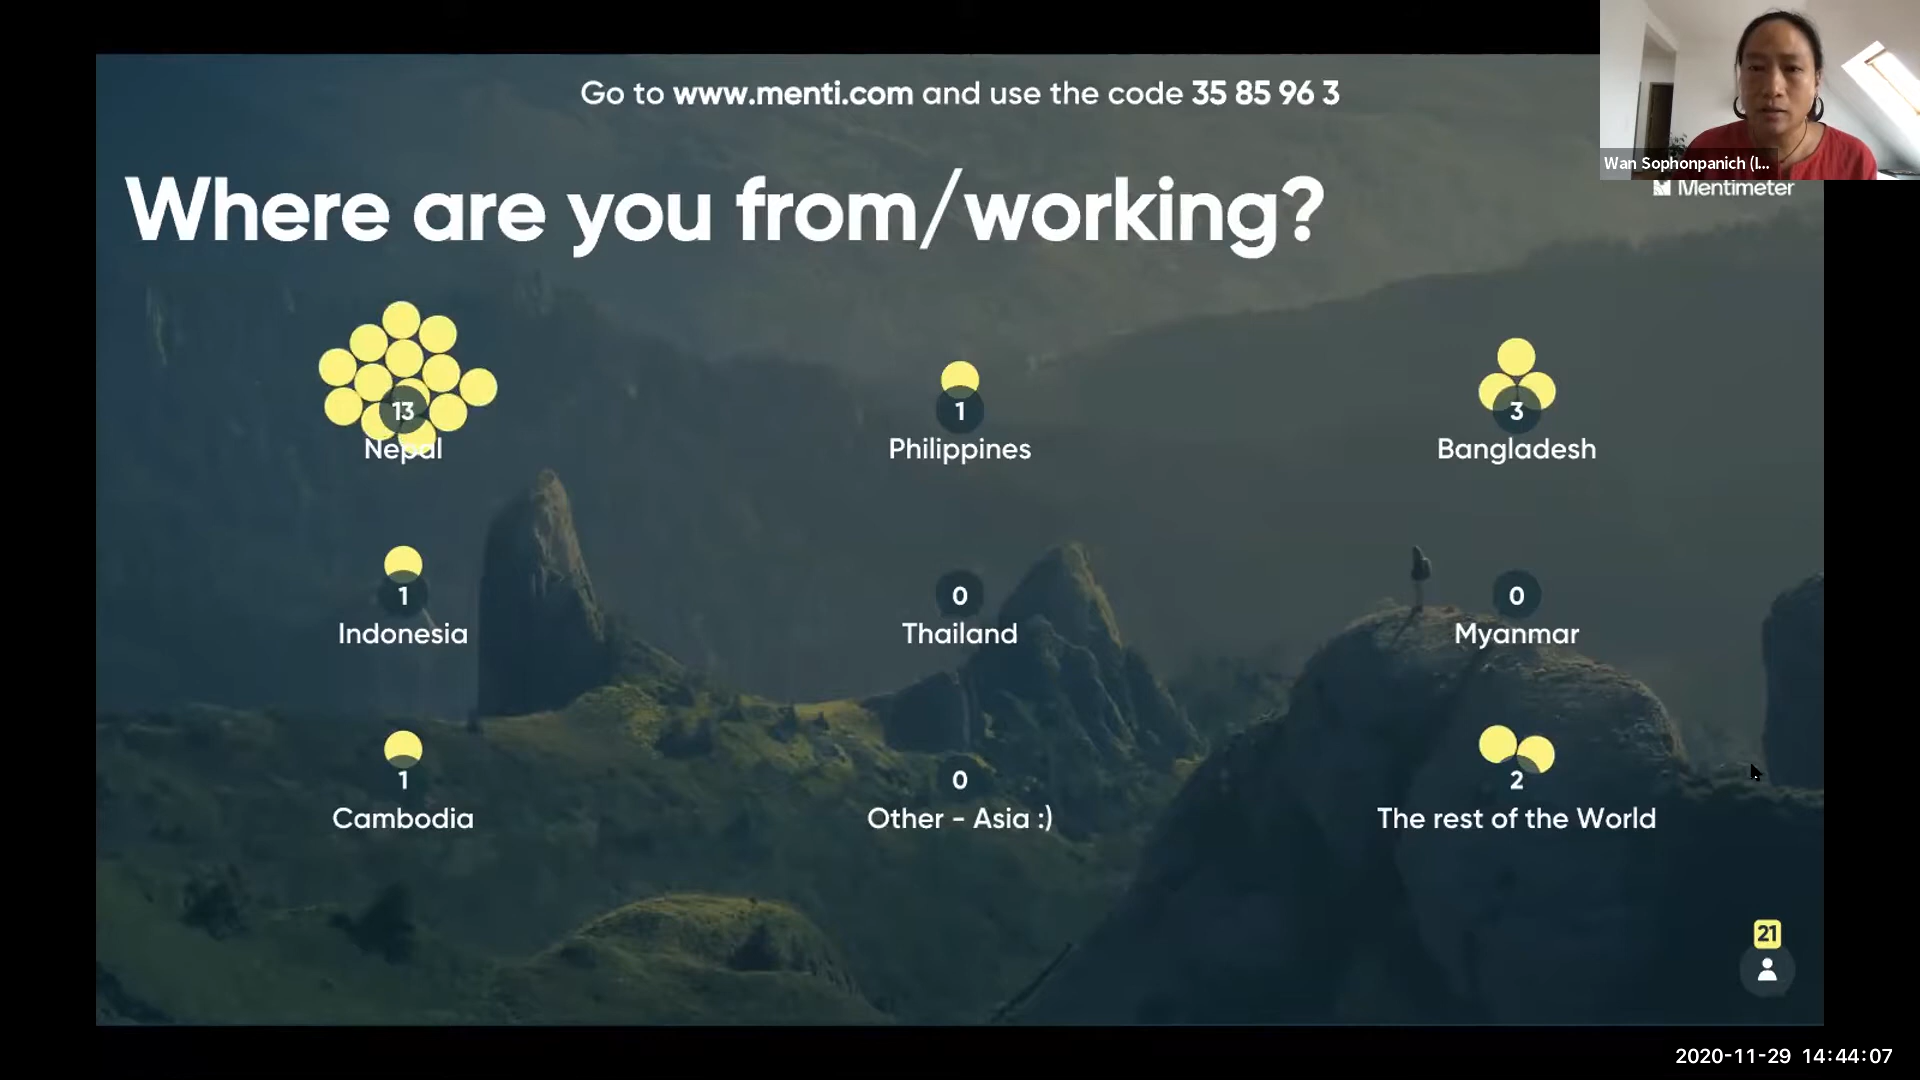 Go to www.menti.com and use the code 35 85 96 3
Wan Sophonpanich (I...
Mentimeter
Where are you from/working?
13
Nepal
1
Philippines
3
Bangladesh
1
Indonesia
0
Thailand
0
Myanmar
1
Cambodia
0
Other - Asia :)
2
The rest of the World
21
2020-11-29 14:44:07